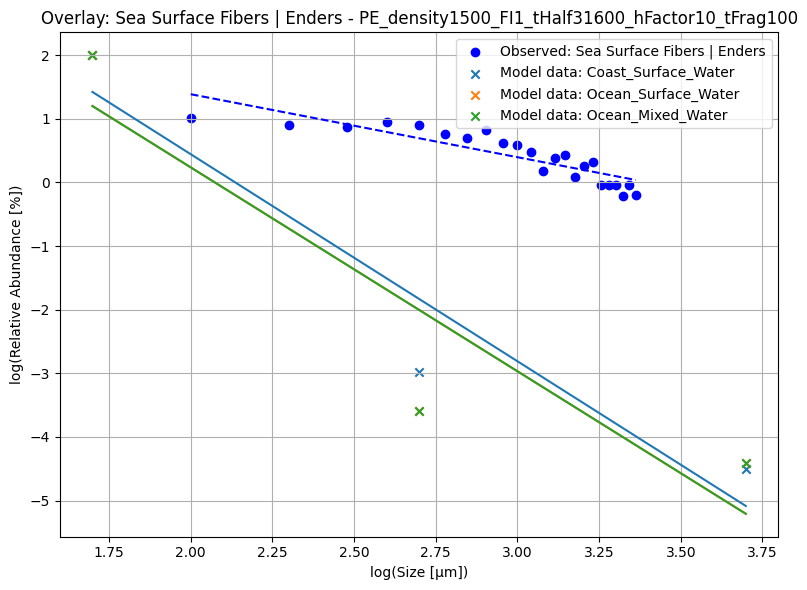 Overlay: Sea Surface Fibers | Enders - PE_density1500_FI1_tHalf31600_hFactor10_tFrag100
Observed: Sea Surface Fibers | Enders
Model data: Coast_Surface_Water
Model data: Ocean_Surface_Water
Model data: Ocean_Mixed_Water
log(Relative Abundance [%])
2
1
0
−1
−2
−3
−4
−5
1.75 2.00 2.25 2.50 2.75 3.00 3.25 3.50 3.75
log(Size [µm])